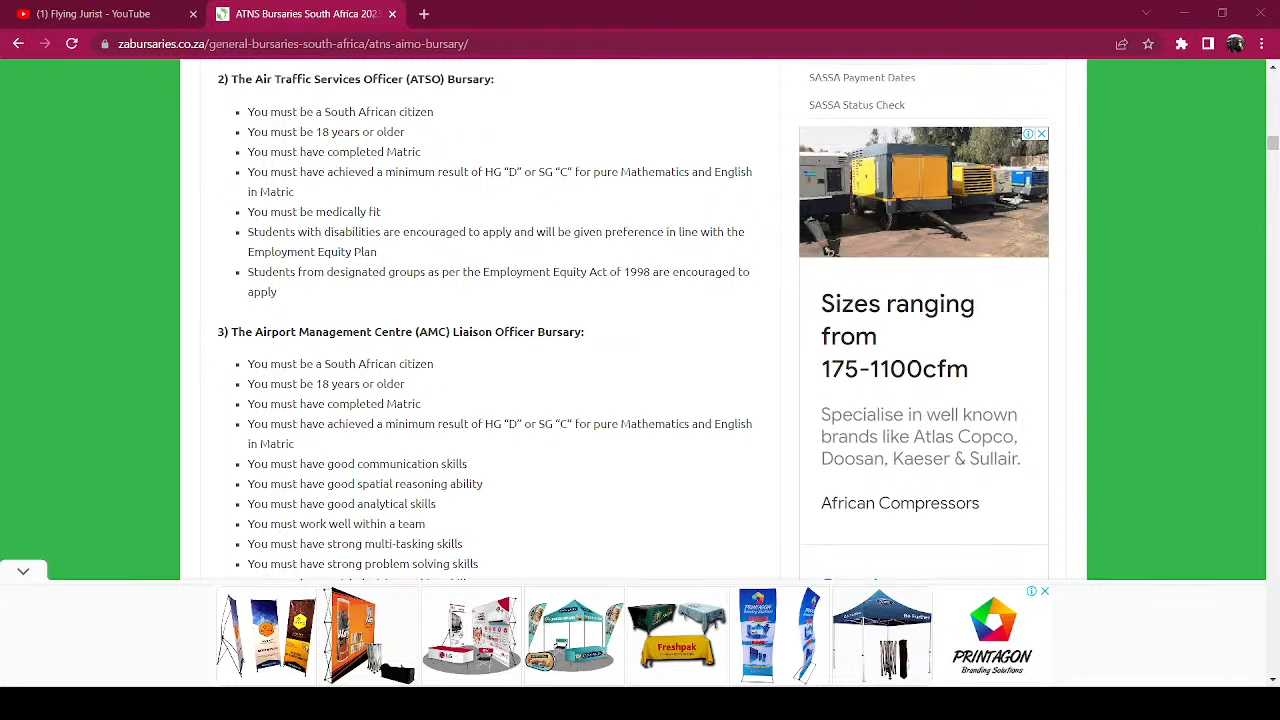 (1) Flying Jurist - YouTube
ATNS Bursaries South Africa 202
zabursaries.co.za/general-bursaries-south-africa/atns-aimo-bursary/
2) The Air Traffic Services Officer (ATSO) Bursary:
You must be a South African citizen
You must be 18 years or older
You must have completed Matric
You must have achieved a minimum result of HG “D” or SG “C” for pure Mathematics and English
in Matric
You must be medically fit
Students with disabilities are encouraged to apply and will be given preference in line with the
Employment Equity Plan
Students from designated groups as per the Employment Equity Act of 1998 are encouraged to
apply
3) The Airport Management Centre (AMC) Liaison Officer Bursary:
You must be a South African citizen
You must be 18 years or older
You must have completed Matric
You must have achieved a minimum result of HG “D” or SG “C” for pure Mathematics and English
in Matric
You must have good communication skills
You must have good spatial reasoning ability
You must have good analytical skills
You must work well within a team
You must have strong multi-tasking skills
You must have strong problem solving skills
SASSA Payment Dates
SASSA Status Check
Sizes ranging
from
175-1100cfm
Specialise in well known
brands like Atlas Copco,
Doosan, Kaeser & Sullair.
African Compressors
LG
Freshpak
PRINTAGON
Ford
Go Further
PRINTAGON
Branding Solutions